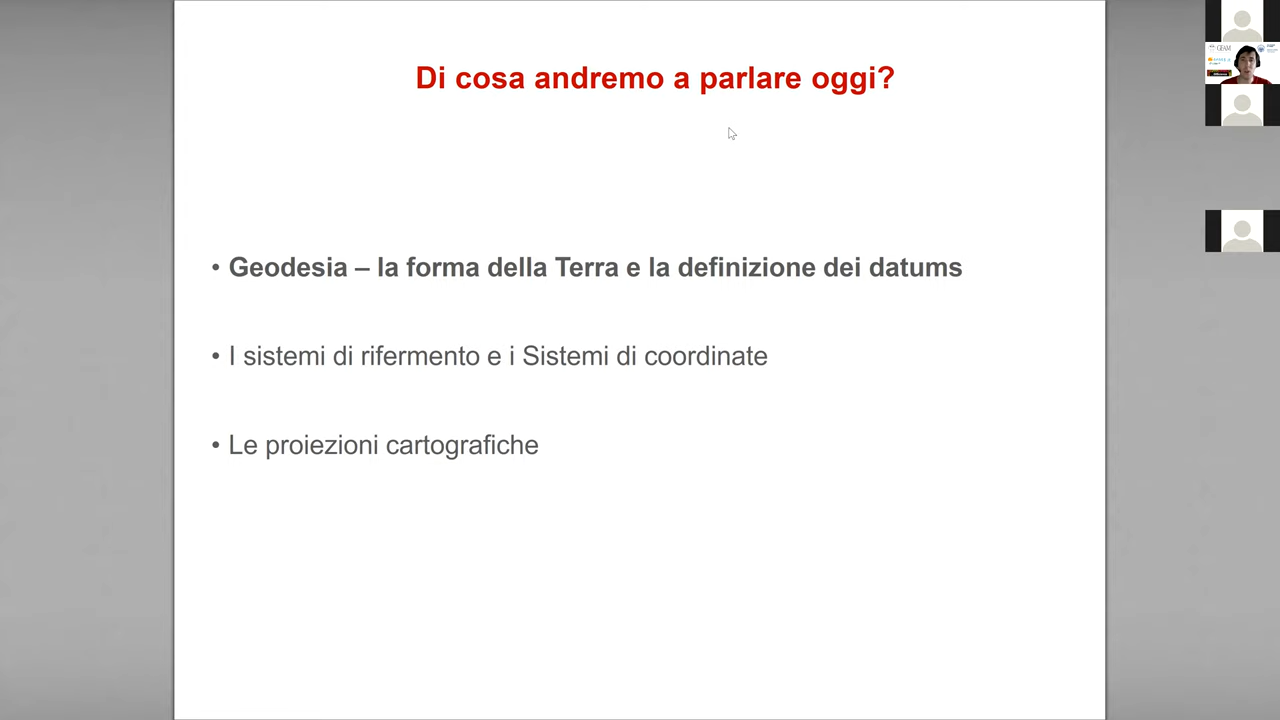 Di cosa andremo a parlare oggi?
• Geodesia – la forma della Terra e la definizione dei datums
• I sistemi di rifermento e i Sistemi di coordinate
• Le proiezioni cartografiche
GEAM